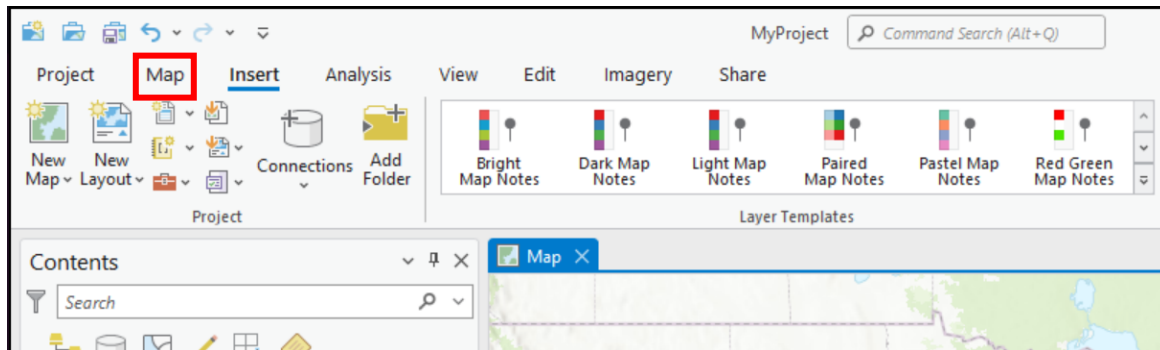 MyProject Command Search (Alt+Q)
Project Map Insert Analysis View Edit Imagery Share
New Map
New Layout
Connections
Add Folder
Project
Bright Map Notes
Dark Map Notes
Light Map Notes
Paired Map Notes
Pastel Map Notes
Red Green Map Notes
Layer Templates
Contents
Search
Map